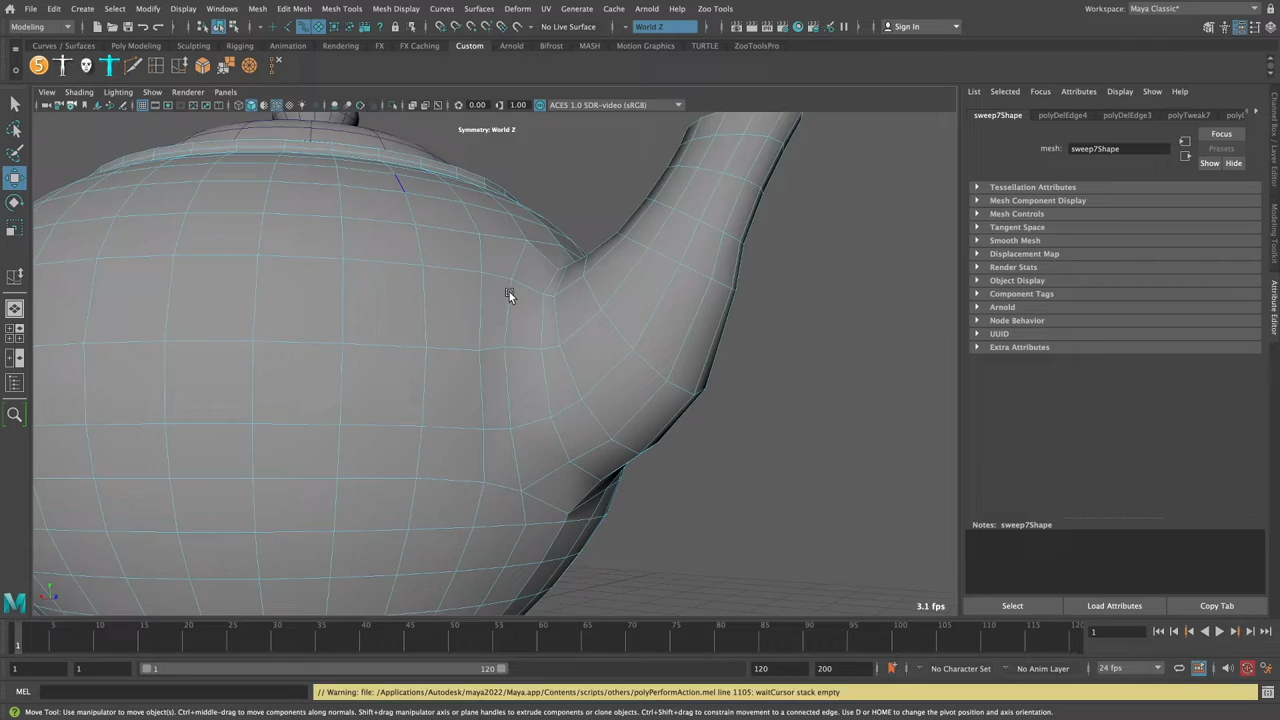 File Edit Create Select Modify Display Windows Mesh Edit Mesh Mesh Tools Mesh Display Curves Surfaces Deform UV Generate Cache Arnold Help Zoo Tools Workspace: Maya Classic*
Modeling No Live Surface World Z Sign In
Curves / Surfaces Poly Modeling Sculpting Rigging Animation Rendering FX FX Caching Custom Arnold Bifrost MASH Motion Graphics TURTLE ZooToolsPro
5
View Shading Lighting Show Renderer Panels
0.00 1.00 ACES 1.0 SDR-video (sRGB)
Symmetry: World Z
List Selected Focus Attributes Display Show Help
sweep7Shape polyDelEdge4 polyDelEdge3 polyTweak7
Focus
mesh: sweep7Shape Presets
Show Hide
Tessellation Attributes
Mesh Component Display
Mesh Controls
Tangent Space
Smooth Mesh
Displacement Map
Render Stats
Object Display
Component Tags
Arnold
Node Behavior
UUID
Extra Attributes
Notes: sweep7Shape
Select Load Attributes Copy Tab
Channel Box / Layer Editor
Modeling Toolkit
Attribute Editor
3.1 fps
5 10 15 20 25 30 35 40 45 50 55 60 65 70 75 80 85 90 95 100 105 110 115 120
1 1
1 1 1 120 120 200 No Character Set No Anim Layer 24 fps
MEL // Warning: file: /Applications/Autodesk/maya2022/Maya.app/Contents/scripts/others/polyPerformAction.mel line 1105: waitCursor stack empty
Move Tool: Use manipulator to move object(s). Ctrl+middle-drag to move components along normals. Shift+drag manipulator axis or plane handles to extrude components or clone objects. Ctrl+Shift+drag to constrain movement to a connected edge. Use D or HOME to change the pivot position and axis orientation.